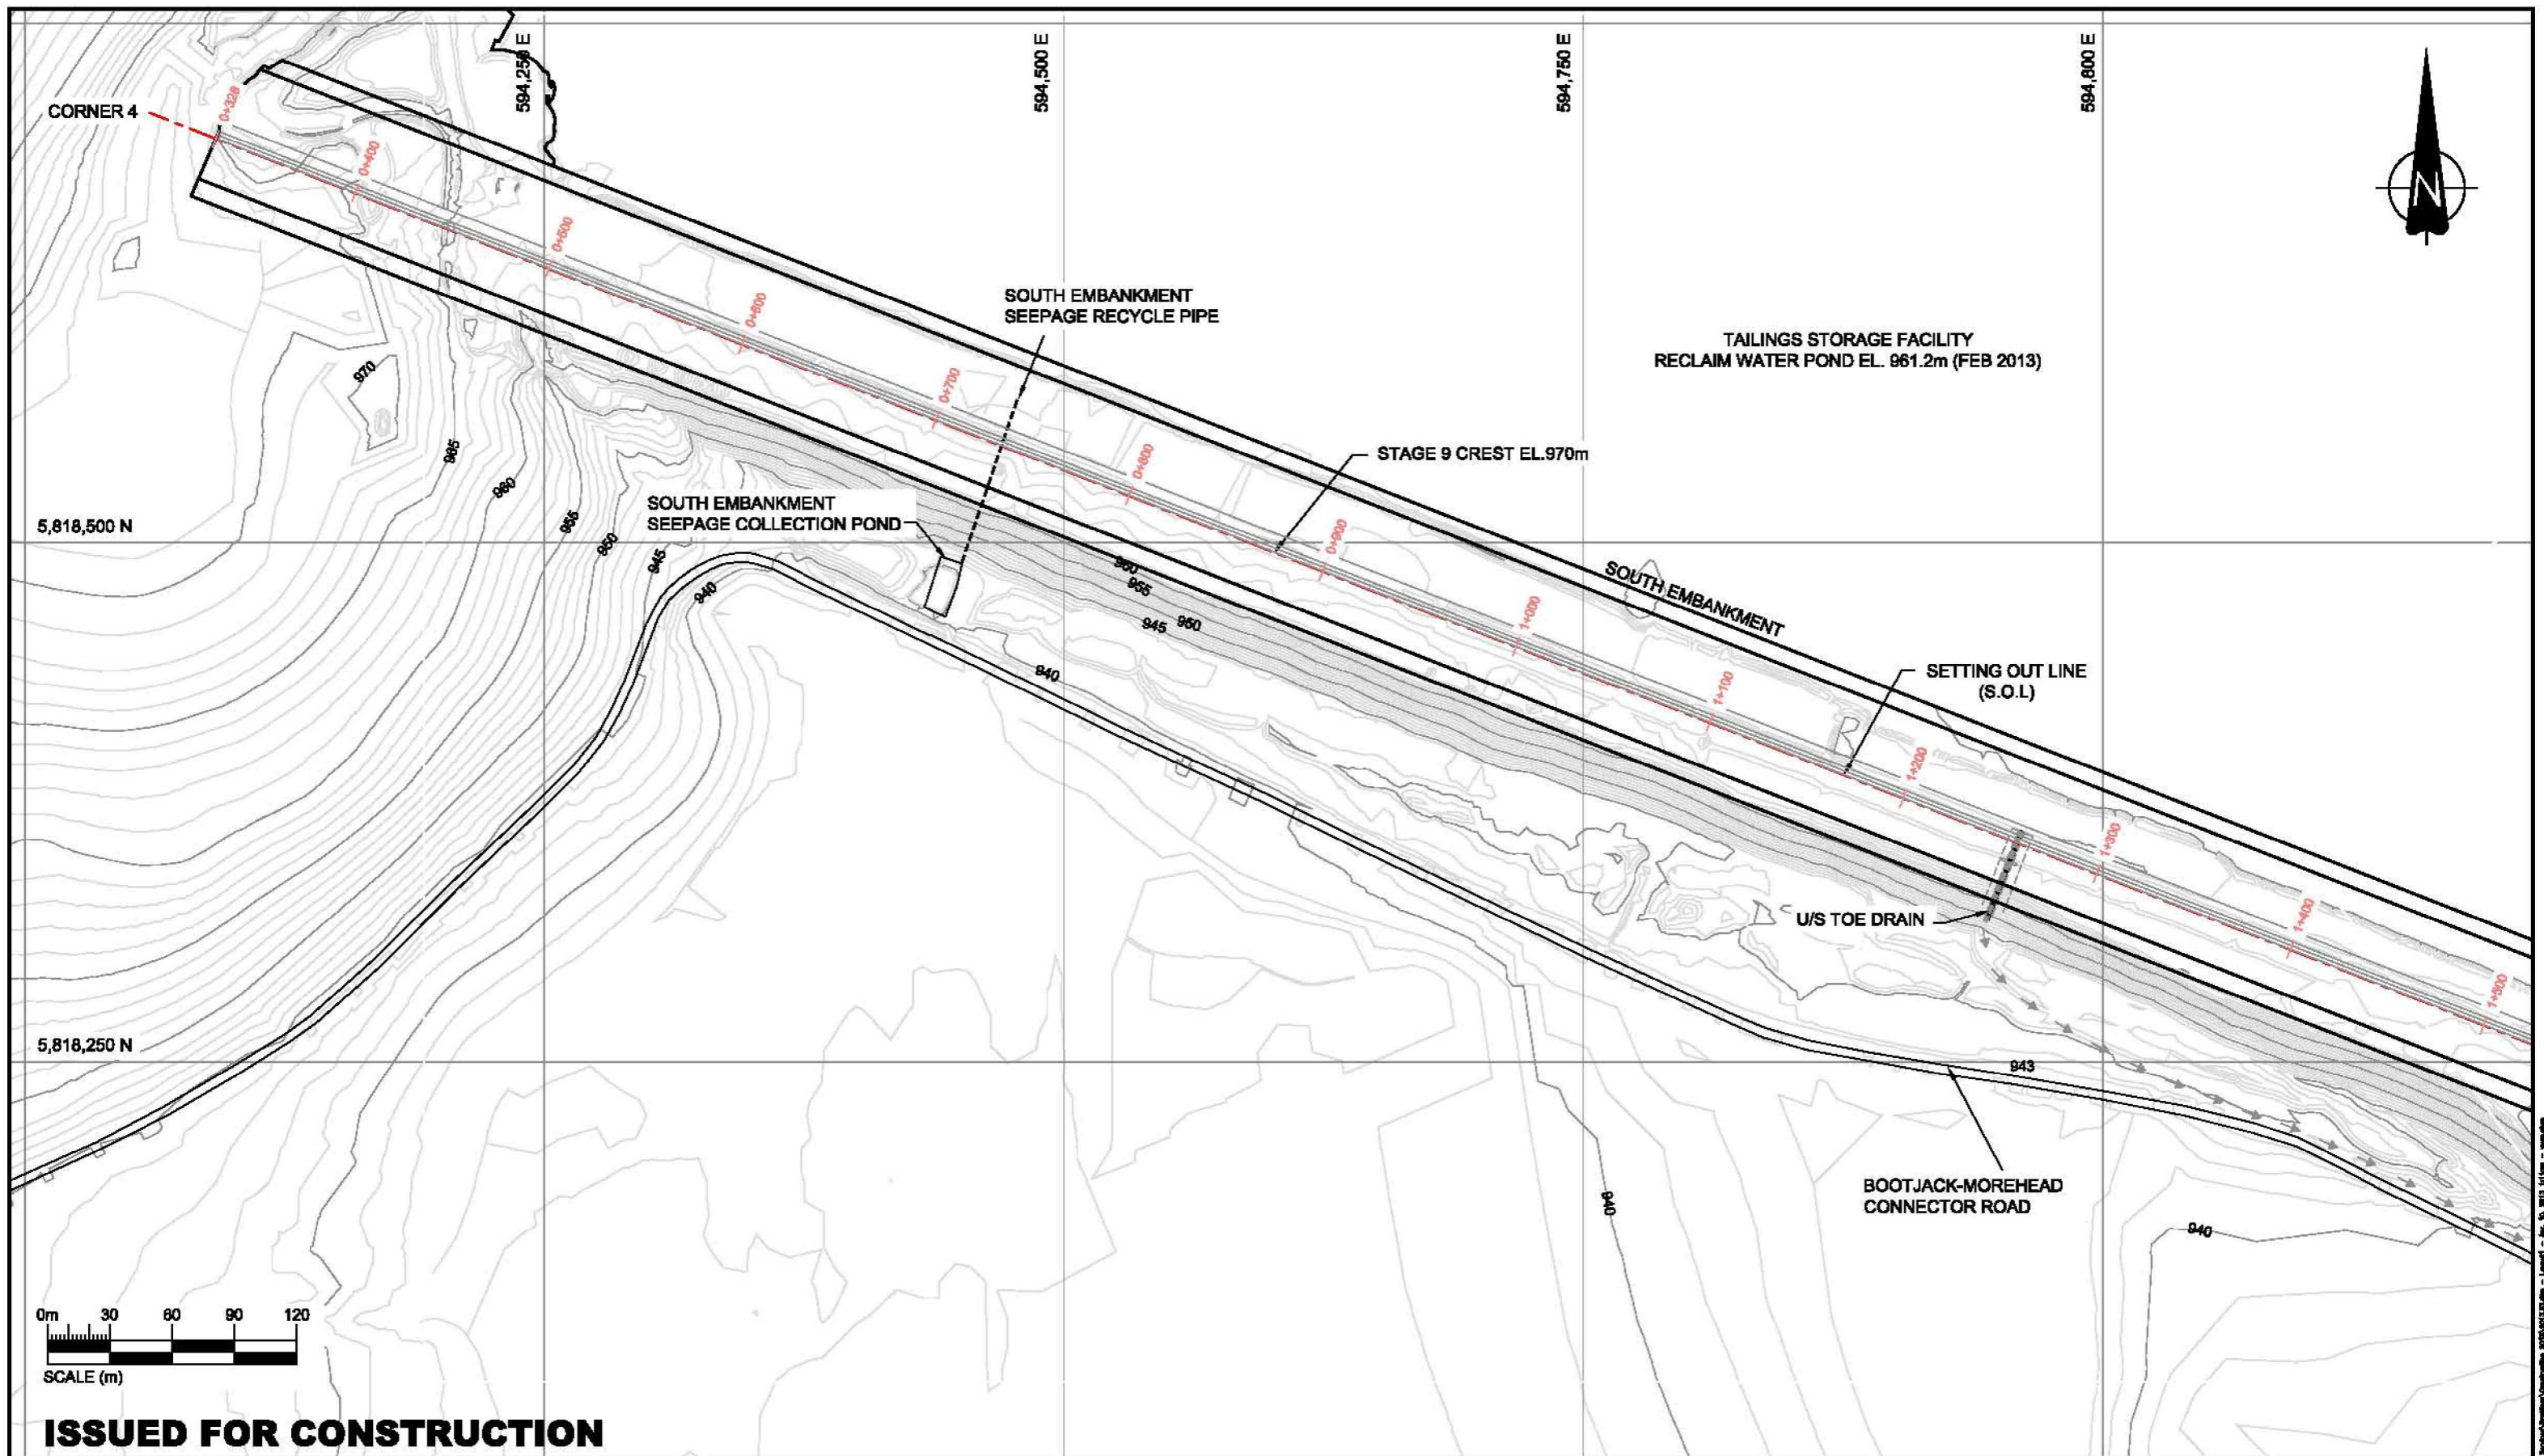 594,250 E
594,500 E
594,750 E
594,800 E
CORNER 4
0+328
0+400
0+500
0+600
0+700
0+800
0+900
1+000
1+100
1+200
1+300
1+400
1+500
N
SOUTH EMBANKMENT
SEEPAGE RECYCLE PIPE
TAILINGS STORAGE FACILITY
RECLAIM WATER POND EL. 961.2m (FEB 2013)
STAGE 9 CREST EL.970m
SOUTH EMBANKMENT
SEEPAGE COLLECTION POND
5,818,500 N
970
965
960
955
950
945
940
960
955
945
950
940
SOUTH EMBANKMENT
SETTING OUT LINE
(S.O.L)
U/S TOE DRAIN
5,818,250 N
943
BOOTJACK-MOREHEAD
CONNECTOR ROAD
940
940
0m 30 60 90 120
SCALE (m)
ISSUED FOR CONSTRUCTION